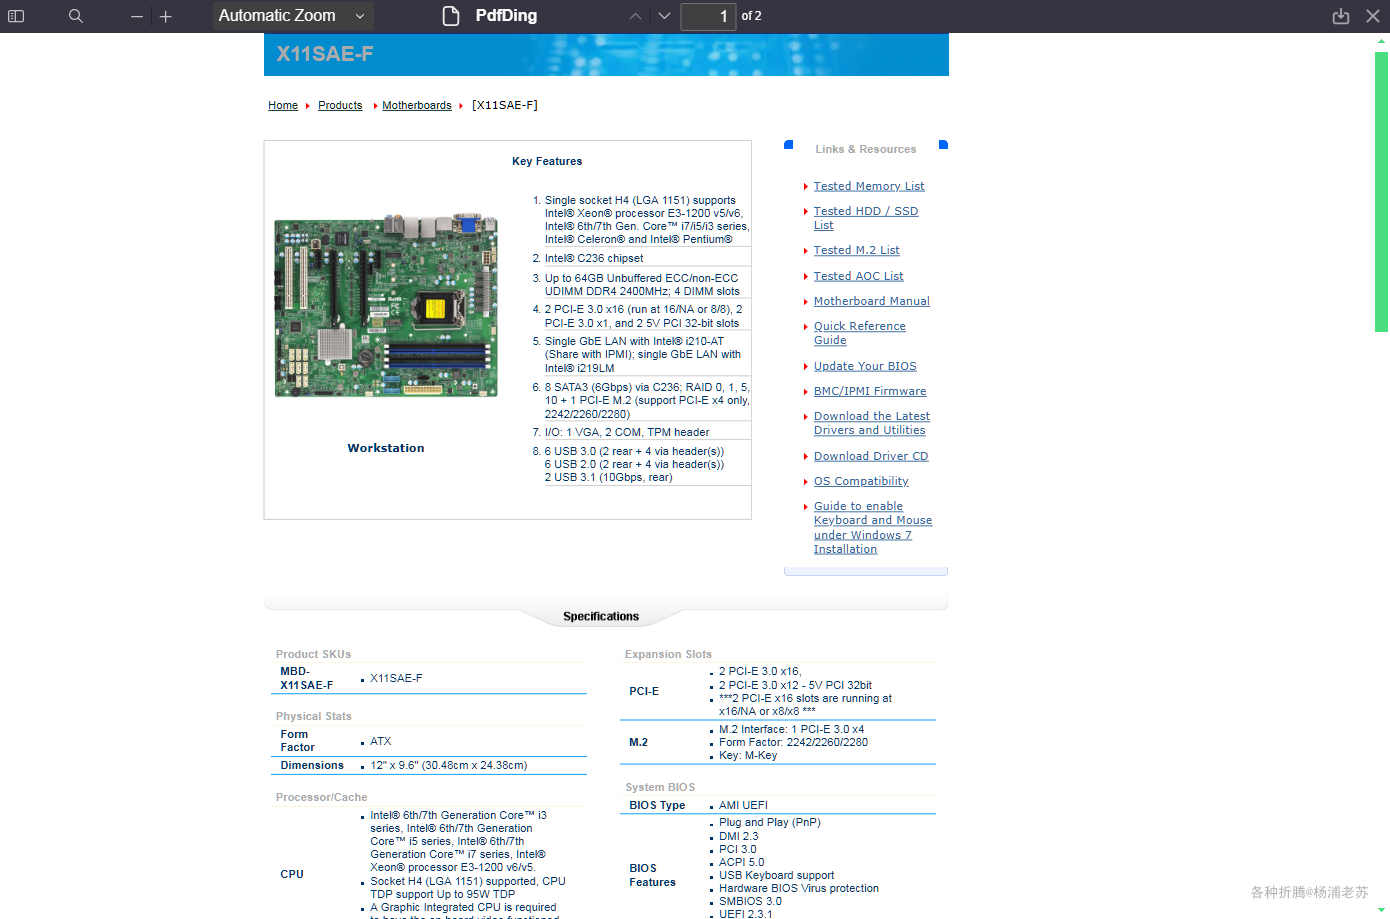 Automatic Zoom
PdfDing
1 of 2
X11SAE-F
Home Products Motherboards [X11SAE-F]
Key Features
1. Single socket H4 (LGA 1151) supports
Intel® Xeon® processor E3-1200 v5/v6,
Intel® 6th/7th Gen. Core™ i7/i5/i3 series,
Intel® Celeron® and Intel® Pentium®
2. Intel® C236 chipset
3. Up to 64GB Unbuffered ECC/non-ECC
UDIMM DDR4 2400MHz; 4 DIMM slots
4. 2 PCI-E 3.0 x16 (run at 16/NA or 8/8), 2
PCI-E 3.0 x1, and 2 5V PCI 32-bit slots
5. Single GbE LAN with Intel® i210-AT
(Share with IPMI); single GbE LAN with
Intel® i219LM
6. 8 SATA3 (6Gbps) via C236; RAID 0, 1, 5,
10 + 1 PCI-E M.2 (support PCI-E x4 only,
2242/2260/2280)
7. I/O: 1 VGA, 2 COM, TPM header
8. 6 USB 3.0 (2 rear + 4 via header(s))
6 USB 2.0 (2 rear + 4 via header(s))
2 USB 3.1 (10Gbps, rear)
Workstation
Links & Resources
Tested Memory List
Tested HDD / SSD
List
Tested M.2 List
Tested AOC List
Motherboard Manual
Quick Reference
Guide
Update Your BIOS
BMC/IPMI Firmware
Download the Latest
Drivers and Utilities
Download Driver CD
OS Compatibility
Guide to enable
Keyboard and Mouse
under Windows 7
Installation
Specifications
Product SKUs
MBD-
X11SAE-F
X11SAE-F
Physical Stats
Form
Factor
ATX
Dimensions
12" x 9.6" (30.48cm x 24.38cm)
Processor/Cache
CPU
Intel® 6th/7th Generation Core™ i3
series, Intel® 6th/7th Generation
Core™ i5 series, Intel® 6th/7th
Generation Core™ i7 series, Intel®
Xeon® processor E3-1200 v6/v5.
Socket H4 (LGA 1151) supported, CPU
TDP support Up to 95W TDP
A Graphic Integrated CPU is required
to have the on-board video functioned
Expansion Slots
PCI-E
2 PCI-E 3.0 x16,
2 PCI-E 3.0 x12 - 5V PCI 32bit
***2 PCI-E x16 slots are running at
x16/NA or x8/x8 ***
M.2
M.2 Interface: 1 PCI-E 3.0 x4
Form Factor: 2242/2260/2280
Key: M-Key
System BIOS
BIOS Type
AMI UEFI
BIOS
Features
Plug and Play (PnP)
DMI 2.3
PCI 3.0
ACPI 5.0
USB Keyboard support
Hardware BIOS Virus protection
SMBIOS 3.0
UEFI 2.3.1
各种折腾@杨浦老苏